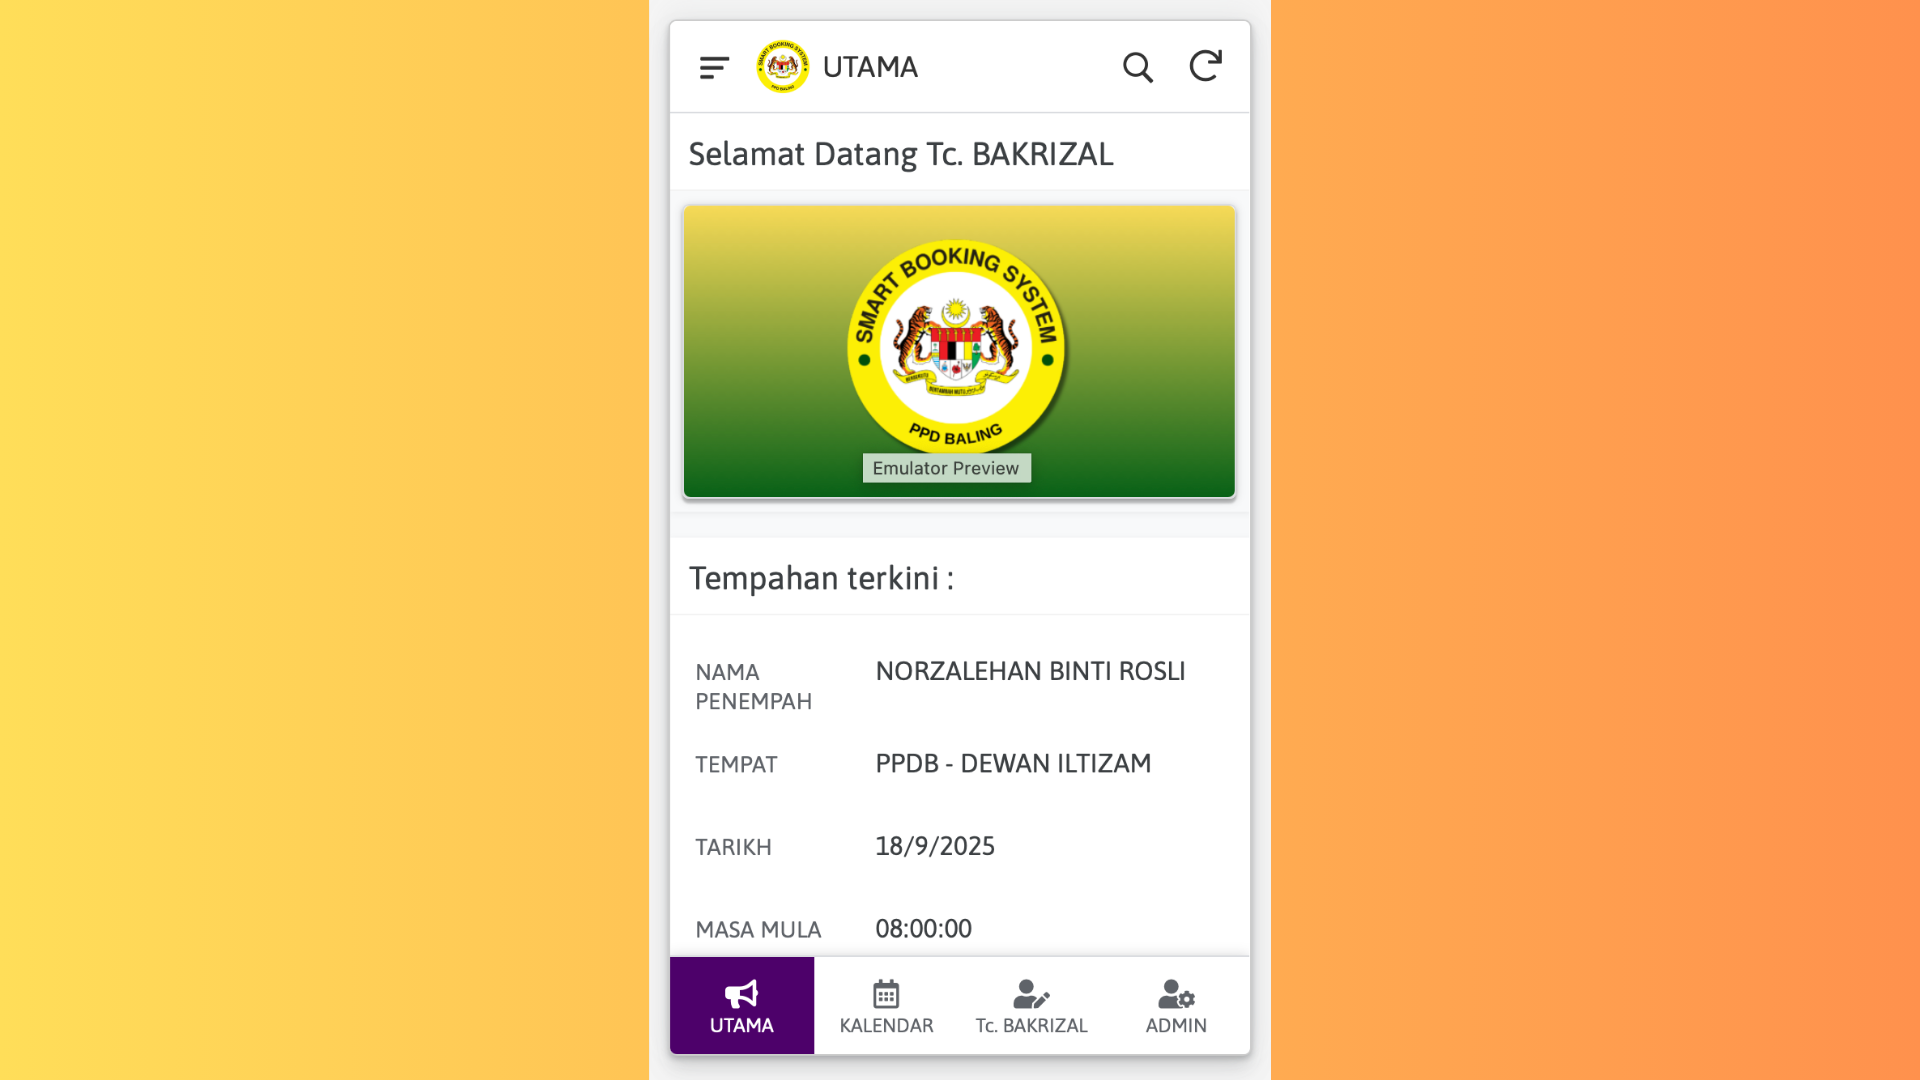 UTAMA
Selamat Datang Tc. BAKRIZAL
SMART BOOKING SYSTEM
PPD BALING
Emulator Preview
Tempahan terkini :
NAMA PENEMPAH
NORZALEHAN BINTI ROSLI
TEMPAT
PPDB - DEWAN ILTIZAM
TARIKH
18/9/2025
MASA MULA
08:00:00
UTAMA
KALENDAR
Tc. BAKRIZAL
ADMIN